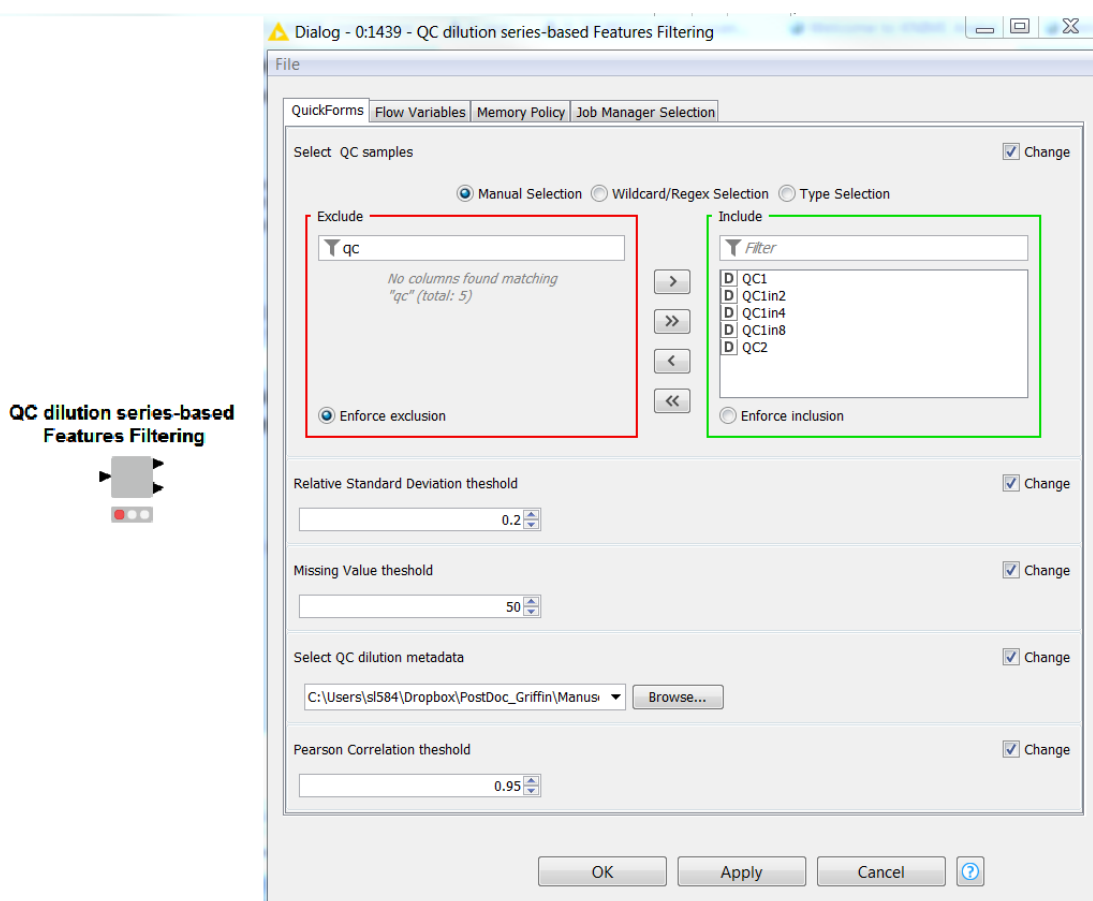 Dialog - 0:1439 - QC dilution series-based Features Filtering
File
QuickForms Flow Variables Memory Policy Job Manager Selection
Select QC samples Change
Manual Selection Wildcard/Regex Selection Type Selection
Exclude Include
qc Filter
No columns found matching
"qc" (total: 5)
D QC1
D QC1in2
D QC1in4
D QC1in8
D QC2
> 
>>
<
<<
Enforce exclusion Enforce inclusion
QC dilution series-based
Features Filtering
Relative Standard Deviation theshold Change
0.2
Missing Value theshold Change
50
Select QC dilution metadata Change
C:\Users\sl584\Dropbox\PostDoc_Griffin\Manus Browse...
Pearson Correlation theshold Change
0.95
OK Apply Cancel ?